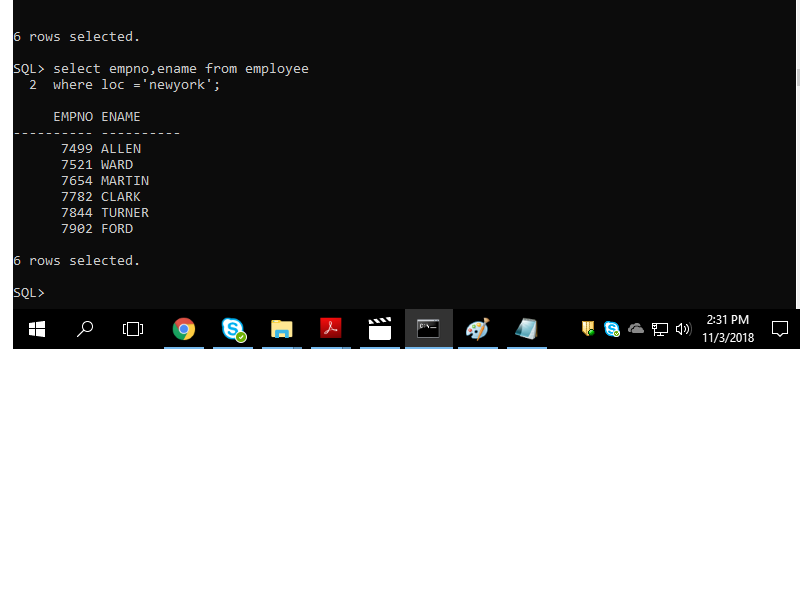 6 rows selected.
SQL> select empno,ename from employee
  2  where loc ='newyork';
     EMPNO ENAME
---------- ----------
      7499 ALLEN
      7521 WARD
      7654 MARTIN
      7782 CLARK
      7844 TURNER
      7902 FORD
6 rows selected.
SQL>
2:31 PM
11/3/2018